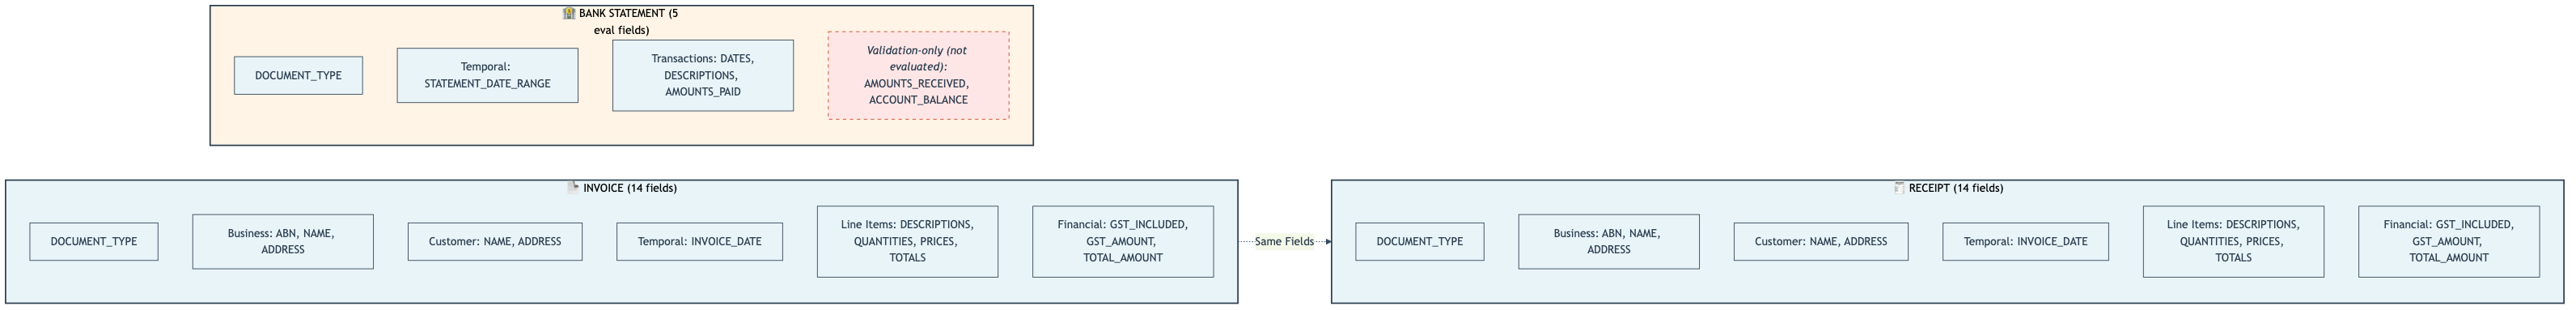 BANK STATEMENT (5
eval fields)
DOCUMENT_TYPE
Temporal:
STATEMENT_DATE_RANGE
Transactions: DATES,
DESCRIPTIONS,
AMOUNTS_PAID
Validation-only (not
evaluated):
AMOUNTS_RECEIVED,
ACCOUNT_BALANCE
INVOICE (14 fields)
DOCUMENT_TYPE
Business: ABN, NAME,
ADDRESS
Customer: NAME, ADDRESS
Temporal: INVOICE_DATE
Line Items: DESCRIPTIONS,
QUANTITIES, PRICES,
TOTALS
Financial: GST_INCLUDED,
GST_AMOUNT,
TOTAL_AMOUNT
Same Fields
RECEIPT (14 fields)
DOCUMENT_TYPE
Business: ABN, NAME,
ADDRESS
Customer: NAME, ADDRESS
Temporal: INVOICE_DATE
Line Items: DESCRIPTIONS,
QUANTITIES, PRICES,
TOTALS
Financial: GST_INCLUDED,
GST_AMOUNT,
TOTAL_AMOUNT